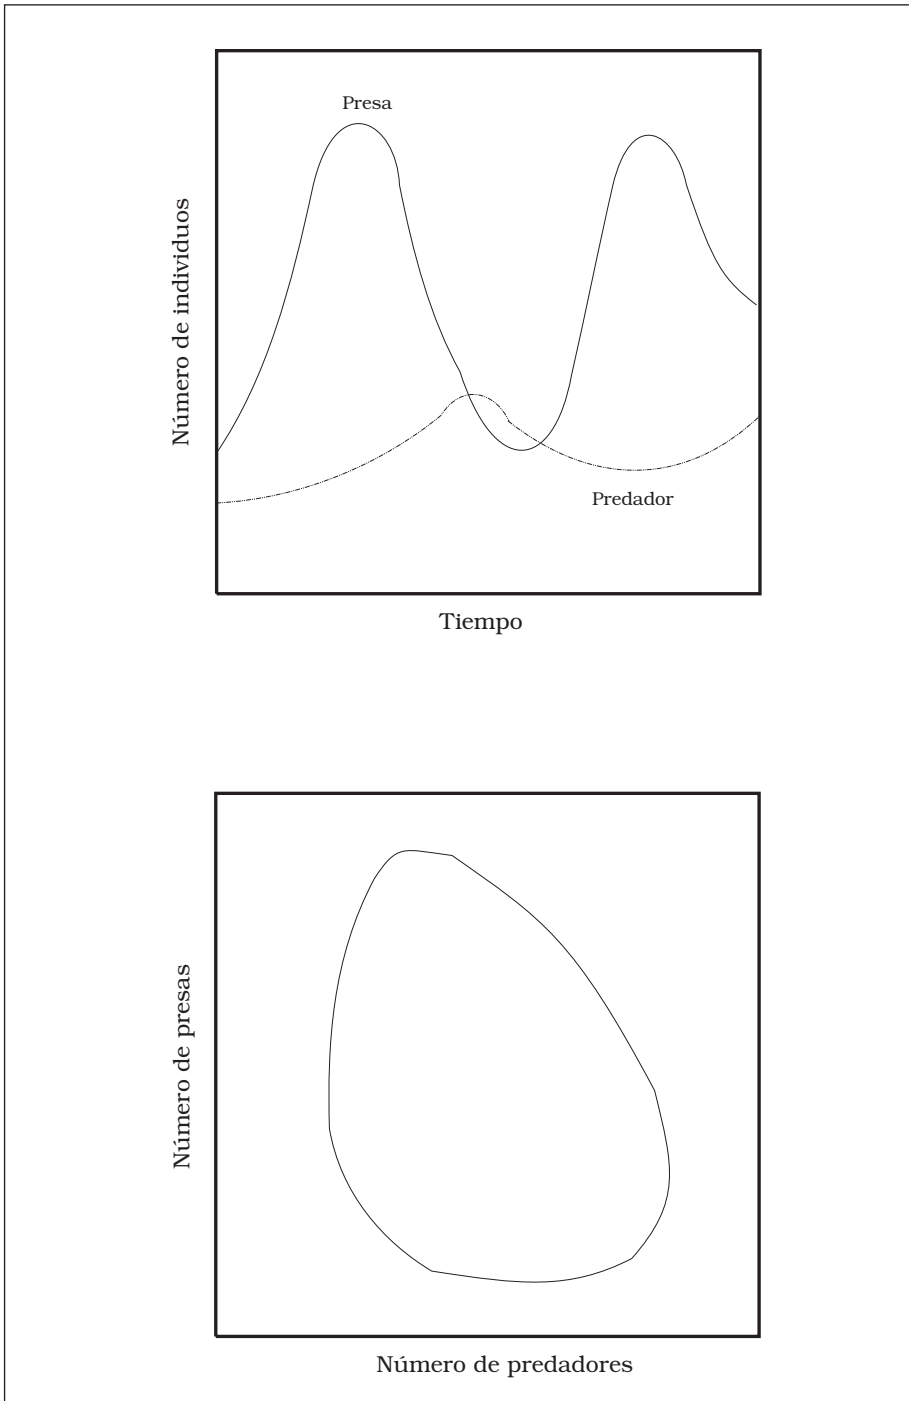 Presa
Número de individuos
Predador
Tiempo
Número de presas
Número de predadores